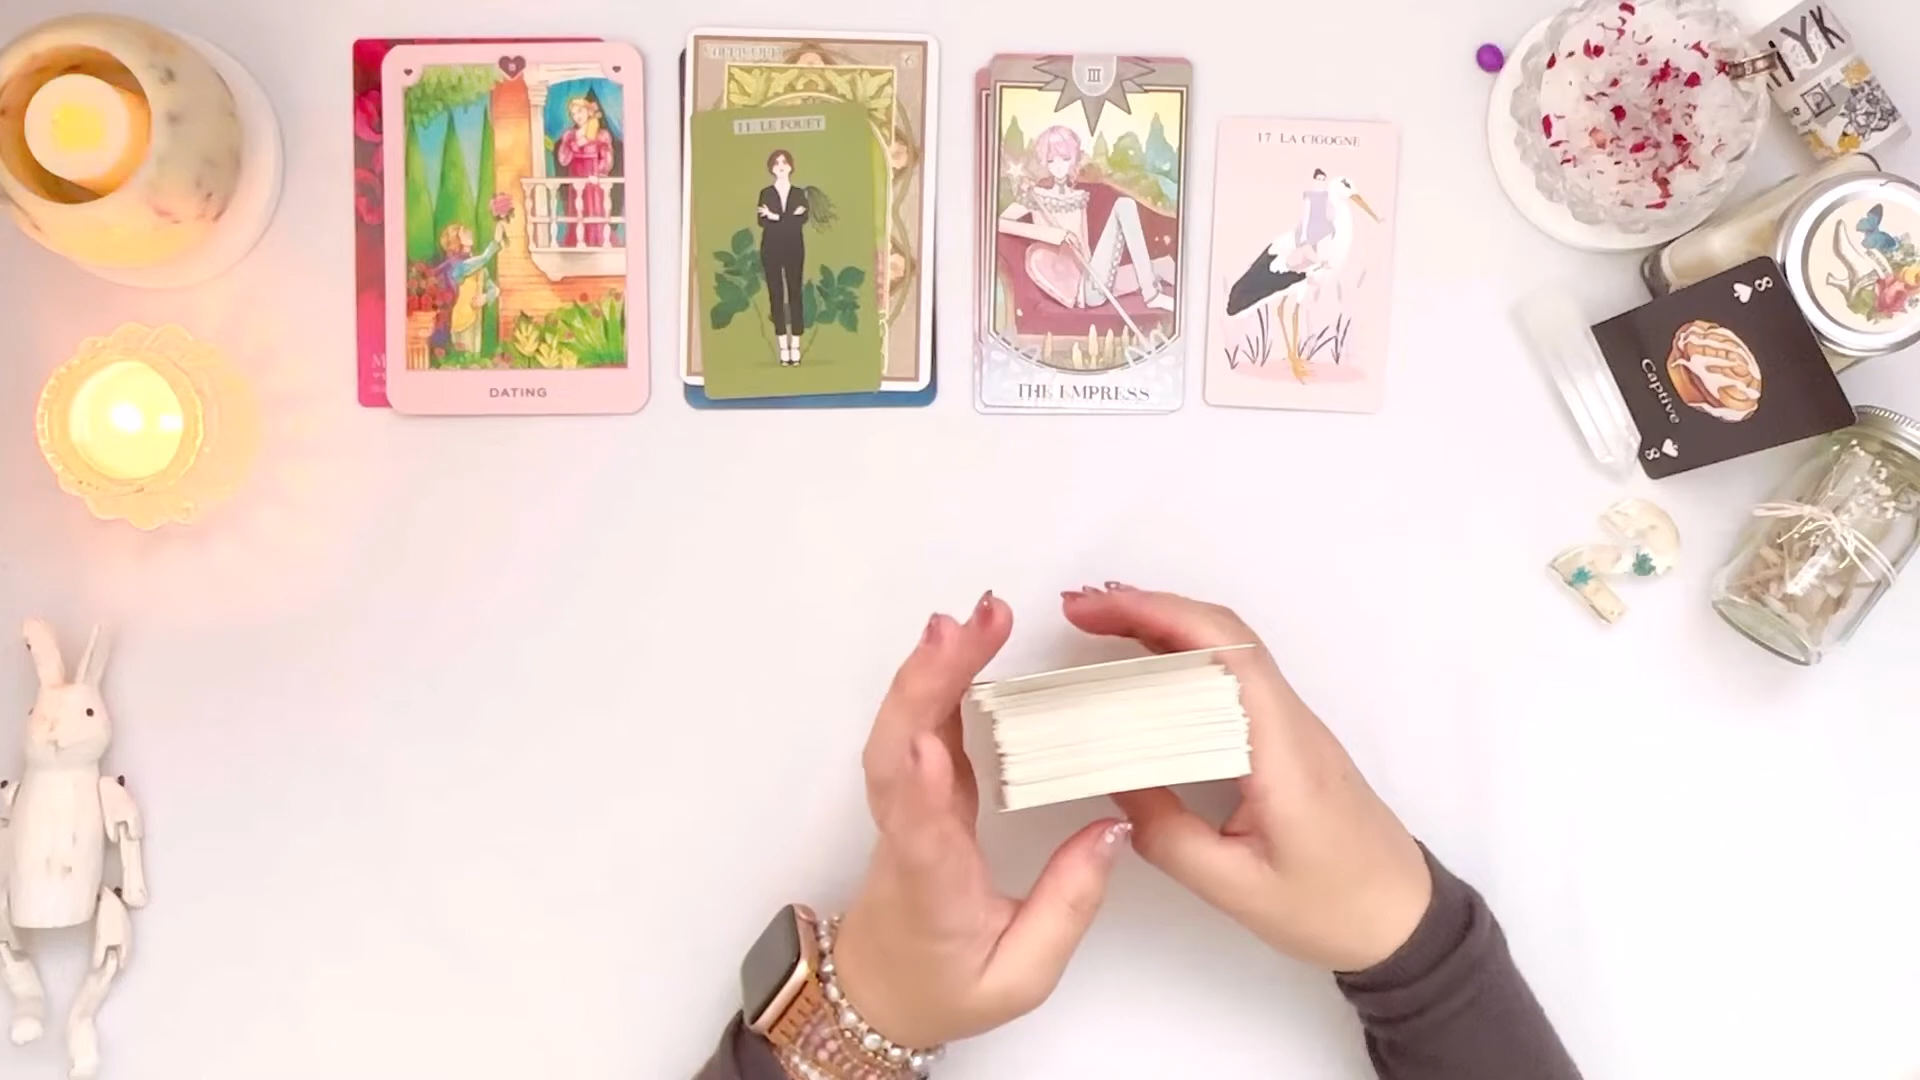 DATING
11. LE FOUET
III
THE EMPRESS
17 LA CIGOGNE
8
Captive
8